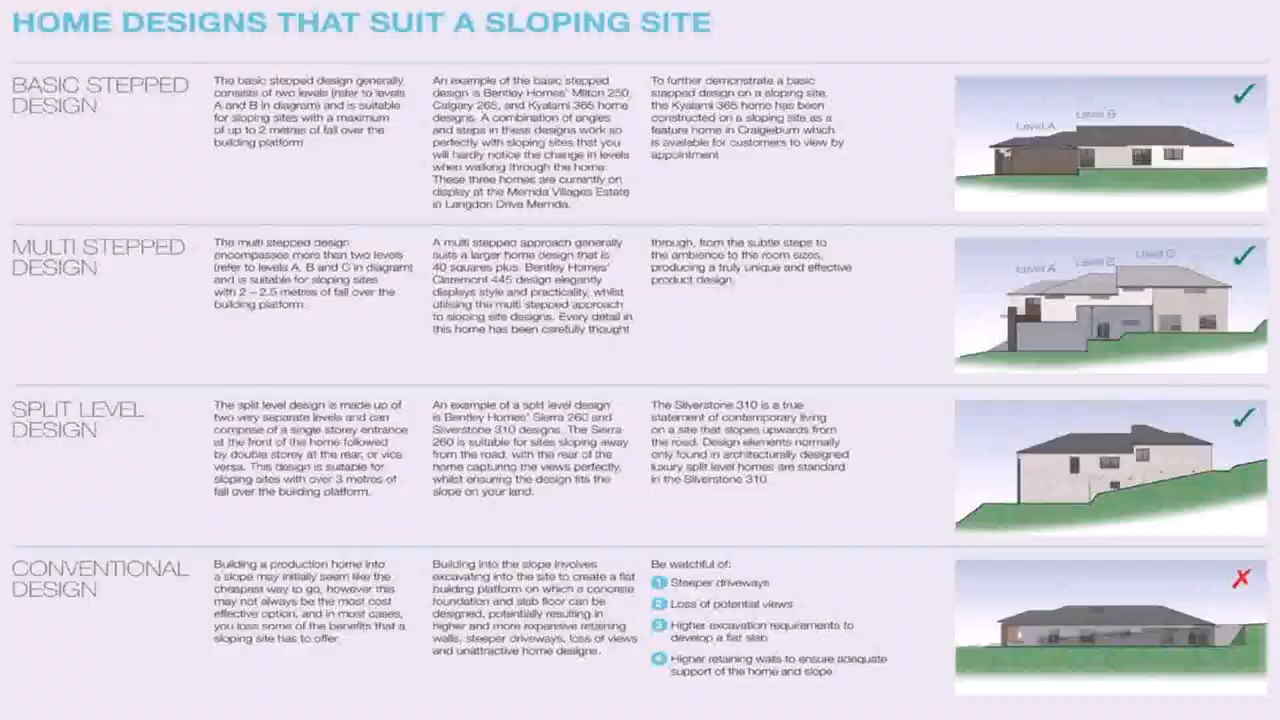 HOME DESIGNS THAT SUIT A SLOPING SITE
BASIC STEPPED
DESIGN
The basic stepped design generally
consists of two levels (refer to levels
A and B in diagram) and is suitable
for sloping sites with a maximum
of up to 2 metres of fall over the
building platform.
An example of the basic stepped
design is Bentley Homes' Milton 250,
Calgary 265, and Kyalami 365 home
designs. A combination of angles
and steps in these designs work so
perfectly with sloping sites that you
will hardly notice the change in levels
when walking through the home.
These three homes are currently on
display at the Mernda Villages Estate
in Langdon Drive Mernda.
To further demonstrate a basic
stepped design on a sloping site,
the Kyalami 365 home has been
constructed on a sloping site as a
feature home in Craigieburn which
is available for customers to view by
appointment.
Level A
Level B
MULTI STEPPED
DESIGN
The multi stepped design
encompasses more than two levels
(refer to levels A, B and C in diagram)
and is suitable for sloping sites
with 2 – 2.5 metres of fall over the
building platform.
A multi stepped approach generally
suits a larger home design that is
40 squares plus. Bentley Homes'
Claremont 445 design elegantly
displays style and practicality, whilst
utilising the multi stepped approach
to sloping site designs. Every detail in
this home has been carefully thought
through, from the subtle steps to
the ambience to the room sizes,
producing a truly unique and effective
product design.
Level A
Level B
Level C
SPLIT LEVEL
DESIGN
The split level design is made up of
two very separate levels and can
comprise of a single storey entrance
at the front of the home followed
by double storey at the rear, or vice
versa. This design is suitable for
sloping sites with over 3 metres of
fall over the building platform.
An example of a split level design
is Bentley Homes' Sierra 260 and
Silverstone 310 designs. The Sierra
260 is suitable for sites sloping away
from the road, with the rear of the
home capturing the views perfectly,
whilst ensuring the design fits the
slope on your land.
The Silverstone 310 is a true
statement of contemporary living
on a site that slopes upwards from
the road. Design elements normally
only found in architecturally designed
luxury split level homes are standard
in the Silverstone 310.
CONVENTIONAL
DESIGN
Building a production home into
a slope may initially seem like the
cheapest way to go, however this
may not always be the most cost
effective option, and in most cases,
you lose some of the benefits that a
sloping site has to offer.
Building into the slope involves
excavating into the site to create a flat
building platform on which a concrete
foundation and slab floor can be
designed, potentially resulting in
higher and more expensive retaining
walls, steeper driveways, loss of views
and unattractive home designs.
Be watchful of:
1 Steeper driveways
2 Loss of potential views
3 Higher excavation requirements to
develop a flat slab
4 Higher retaining walls to ensure adequate
support of the home and slope